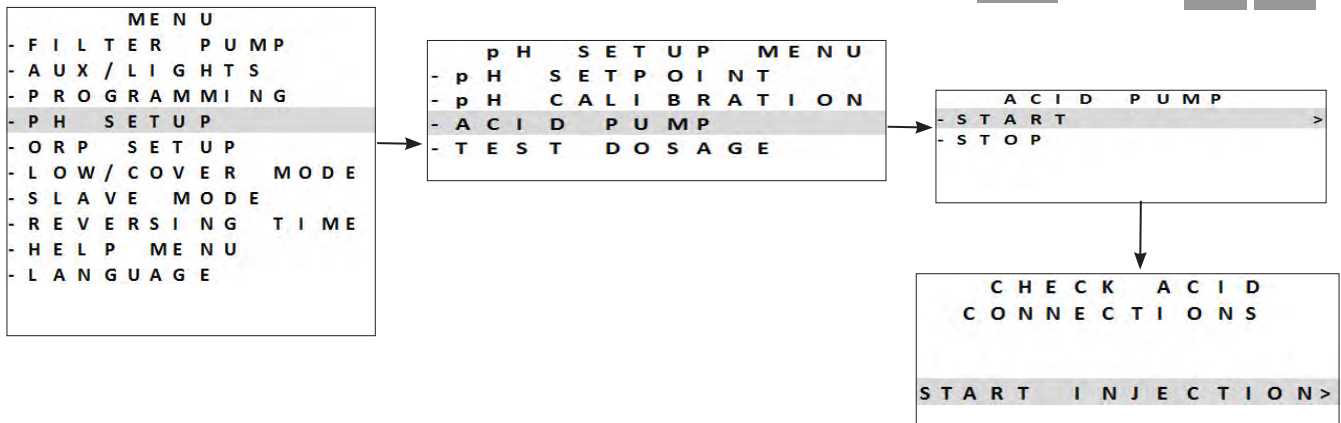 MENU
- FILTER PUMP
- AUX/LIGHTS
- PROGRAMMING
- PH SETUP
- ORP SETUP
- LOW/COVER MODE
- SLAVE MODE
- REVERSING TIME
- HELP MENU
- LANGUAGE
pH SETUP MENU
- pH SETPOINT
- pH CALIBRATION
- ACID PUMP
- TEST DOSAGE
ACID PUMP
- START >
- STOP
CHECK ACID
CONNECTIONS
START INJECTION>